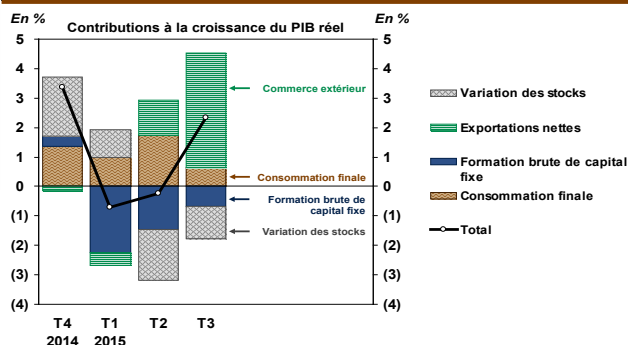 En %
Contributions à la croissance du PIB réel
En %
5
4
3
2
1
0
(1)
(2)
(3)
(4)
5
4
3
2
1
0
(1)
(2)
(3)
(4)
Commerce extérieur
Consommation finale
Formation brute de
capital fixe
Variation des stocks
T4
2014
T1
2015
T2
T3
Variation des stocks
Exportations nettes
Formation brute de capital
fixe
Consommation finale
Total